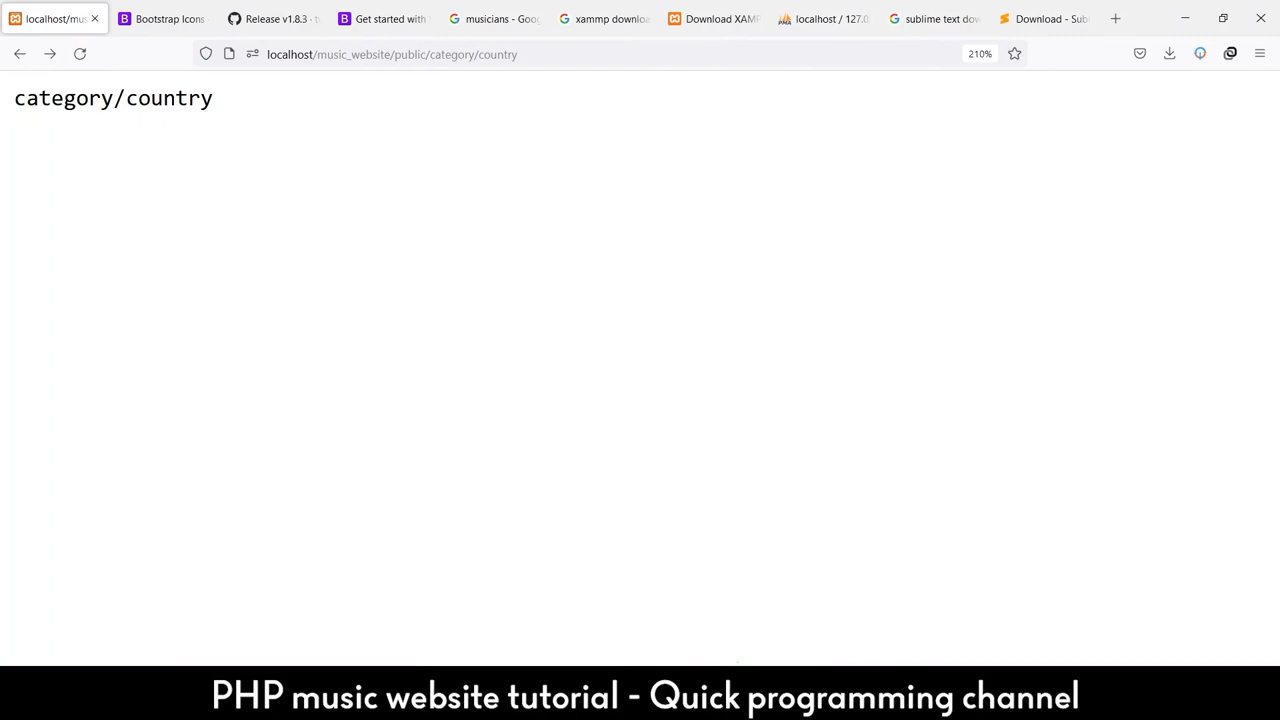 localhost/mus
Bootstrap Icons
Release v1.8.3 - t
Get started with
musicians - Goo
xammp downlo
Download XAM
localhost / 127.0.
sublime text dow
Download - Sub
localhost/music_website/public/category/country
210%
category/country
PHP music website tutorial - Quick programming channel